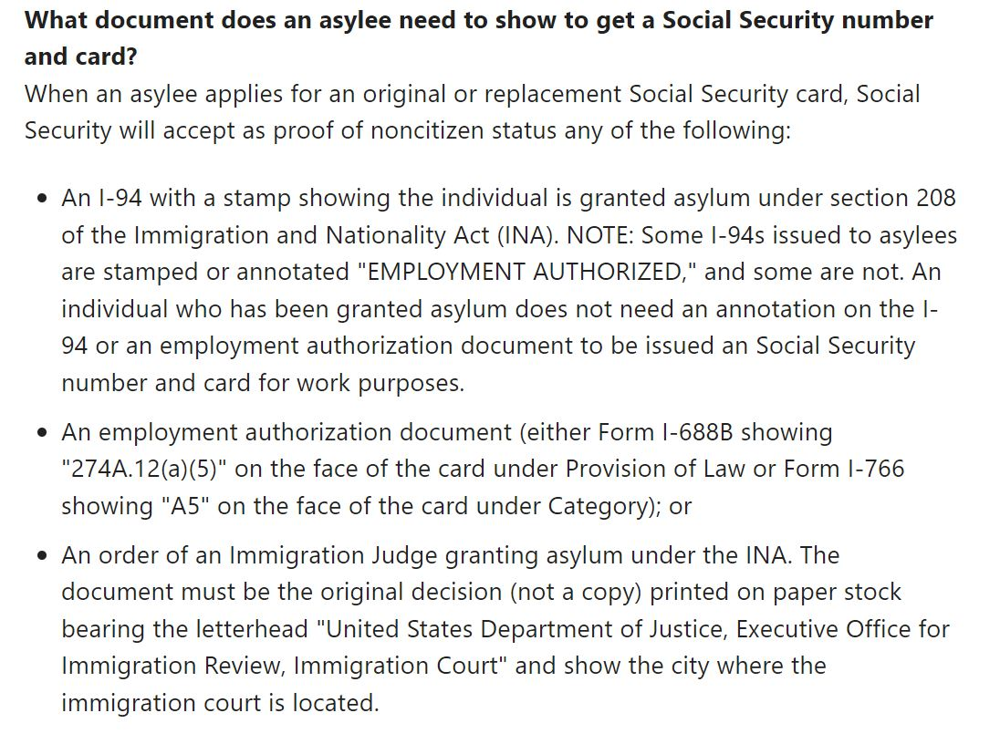 What document does an asylee need to show to get a Social Security number
and card?
When an asylee applies for an original or replacement Social Security card, Social
Security will accept as proof of noncitizen status any of the following:
• An I-94 with a stamp showing the individual is granted asylum under section 208
of the Immigration and Nationality Act (INA). NOTE: Some I-94s issued to asylees
are stamped or annotated "EMPLOYMENT AUTHORIZED," and some are not. An
individual who has been granted asylum does not need an annotation on the I-
94 or an employment authorization document to be issued an Social Security
number and card for work purposes.
• An employment authorization document (either Form I-688B showing
"274A.12(a)(5)" on the face of the card under Provision of Law or Form I-766
showing "A5" on the face of the card under Category); or
• An order of an Immigration Judge granting asylum under the INA. The
document must be the original decision (not a copy) printed on paper stock
bearing the letterhead "United States Department of Justice, Executive Office for
Immigration Review, Immigration Court" and show the city where the
immigration court is located.